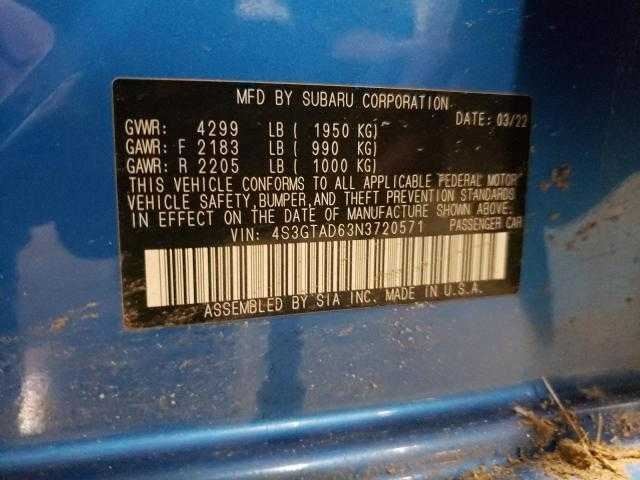 MFD BY SUBARU CORPORATION
DATE: 03/22
GVWR: 4299 LB ( 1950 KG)
GAWR: F 2183 LB ( 990 KG)
GAWR: R 2205 LB ( 1000 KG)
THIS VEHICLE CONFORMS TO ALL APPLICABLE FEDERAL MOTOR
VEHICLE SAFETY, BUMPER, AND THEFT PREVENTION STANDARDS
IN EFFECT ON THE DATE OF MANUFACTURE SHOWN ABOVE.
VIN: 4S3GTAD63N3720571 PASSENGER CAR
ASSEMBLED BY SIA INC. MADE IN U.S.A.